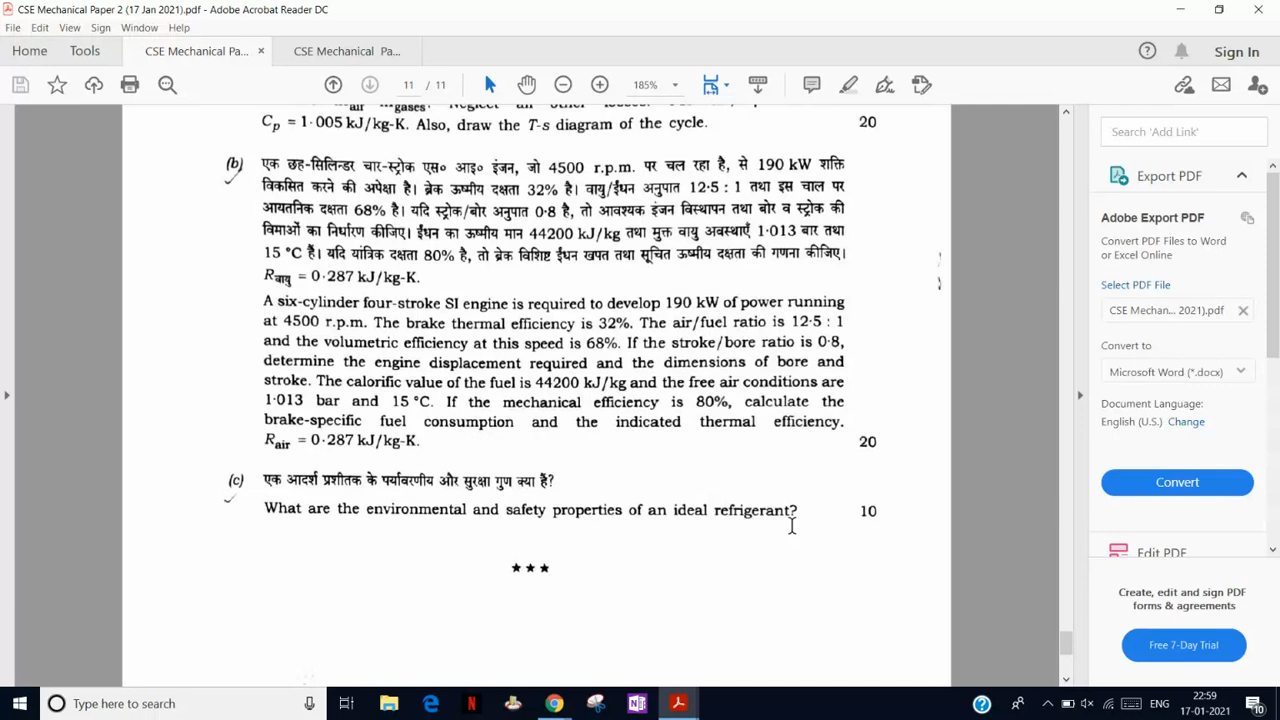 CSE Mechanical Paper 2 (17 Jan 2021).pdf - Adobe Acrobat Reader DC
File Edit View Sign Window Help
Home Tools CSE Mechanical Pa... × CSE Mechanical Pa... Sign In
11 / 11 185%
Search 'Add Link'
Export PDF
Adobe Export PDF
Convert PDF Files to Word
or Excel Online
Select PDF File
CSE Mechan... 2021).pdf
Convert to
Microsoft Word (*.docx)
Document Language:
English (U.S.) Change
Convert
Edit PDF
Create, edit and sign PDF
forms & agreements
Free 7-Day Trial
Cp = 1·005 kJ/kg-K. Also, draw the T-s diagram of the cycle. 20
(b) एक छह-सिलिन्डर चार-स्ट्रोक एस० आइ० इंजन, जो 4500 r.p.m. पर चल रहा है, से 190 kW शक्ति
विकसित करने की अपेक्षा है। ब्रेक ऊष्मीय दक्षता 32% है। वायु/ईंधन अनुपात 12·5 : 1 तथा इस चाल पर
आयतनिक दक्षता 68% है। यदि स्ट्रोक/बोर अनुपात 0·8 है, तो आवश्यक इंजन विस्थापन तथा बोर व स्ट्रोक की
विमाओं का निर्धारण कीजिए। ईंधन का ऊष्मीय मान 44200 kJ/kg तथा मुक्त वायु अवस्थाएँ 1·013 बार तथा
15 °C हैं। यदि यांत्रिक दक्षता 80% है, तो ब्रेक विशिष्ट ईंधन खपत तथा सूचित ऊष्मीय दक्षता की गणना कीजिए।
Rवायु = 0·287 kJ/kg-K.
A six-cylinder four-stroke SI engine is required to develop 190 kW of power running
at 4500 r.p.m. The brake thermal efficiency is 32%. The air/fuel ratio is 12·5 : 1
and the volumetric efficiency at this speed is 68%. If the stroke/bore ratio is 0·8,
determine the engine displacement required and the dimensions of bore and
stroke. The calorific value of the fuel is 44200 kJ/kg and the free air conditions are
1·013 bar and 15 °C. If the mechanical efficiency is 80%, calculate the
brake-specific fuel consumption and the indicated thermal efficiency.
Rair = 0·287 kJ/kg-K. 20
(c) एक आदर्श प्रशीतक के पर्यावरणीय और सुरक्षा गुण क्या हैं?
What are the environmental and safety properties of an ideal refrigerant? 10
★★★
Type here to search
ENG
22:59
17-01-2021